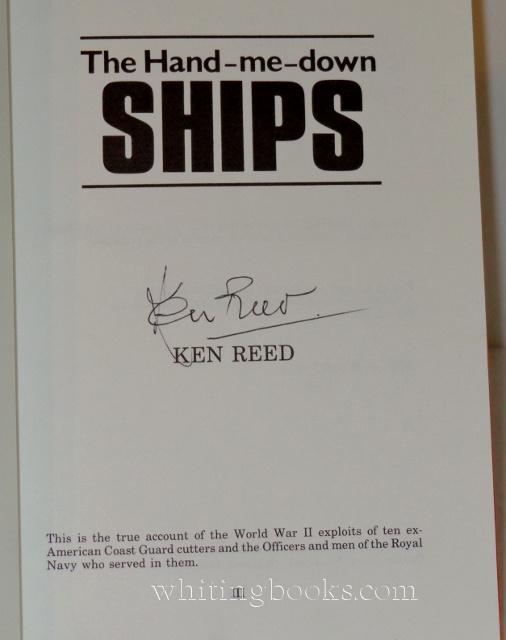 The Hand-me-down
SHIPS
Ken Reed.
KEN REED
This is the true account of the World War II exploits of ten ex-
American Coast Guard cutters and the Officers and men of the Royal
Navy who served in them.
whitingbooks.com